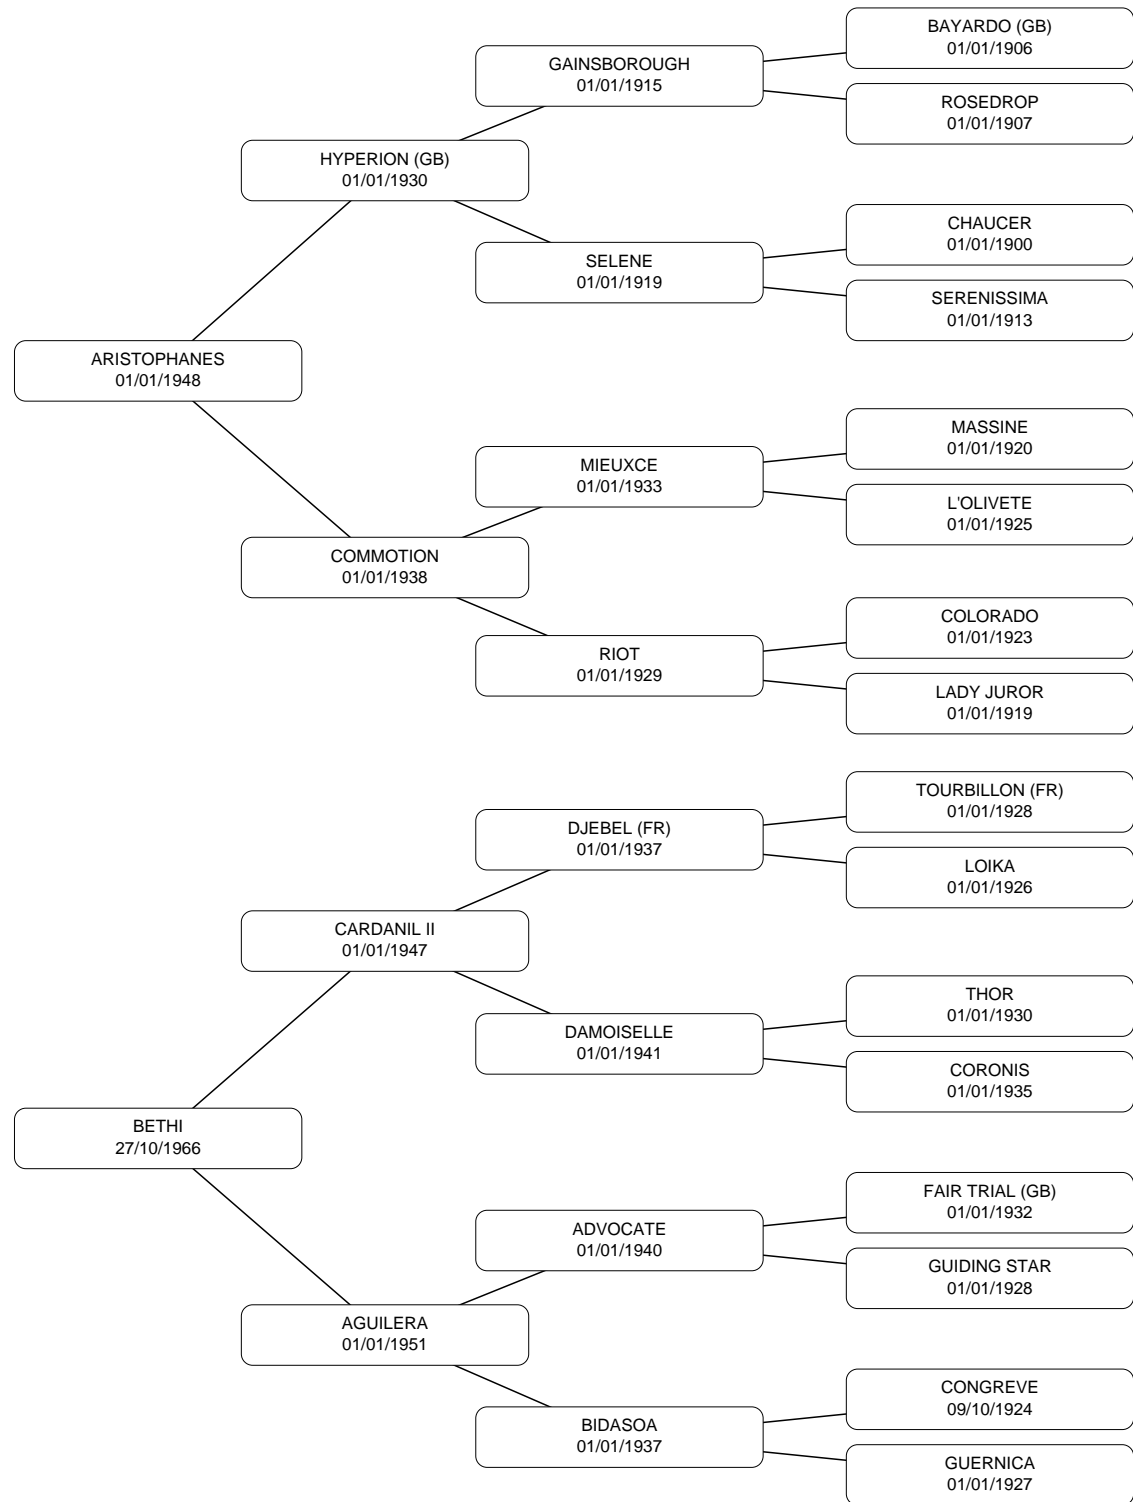 BAYARDO (GB)
01/01/1906
GAINSBOROUGH
01/01/1915
ROSEDROP
01/01/1907
HYPERION (GB)
01/01/1930
CHAUCER
01/01/1900
SELENE
01/01/1919
SERENISSIMA
01/01/1913
ARISTOPHANES
01/01/1948
MASSINE
01/01/1920
MIEUXCE
01/01/1933
L'OLIVETE
01/01/1925
COMMOTION
01/01/1938
COLORADO
01/01/1923
RIOT
01/01/1929
LADY JUROR
01/01/1919
TOURBILLON (FR)
01/01/1928
DJEBEL (FR)
01/01/1937
LOIKA
01/01/1926
CARDANIL II
01/01/1947
THOR
01/01/1930
DAMOISELLE
01/01/1941
CORONIS
01/01/1935
BETHI
27/10/1966
FAIR TRIAL (GB)
01/01/1932
ADVOCATE
01/01/1940
GUIDING STAR
01/01/1928
AGUILERA
01/01/1951
CONGREVE
09/10/1924
BIDASOA
01/01/1937
GUERNICA
01/01/1927